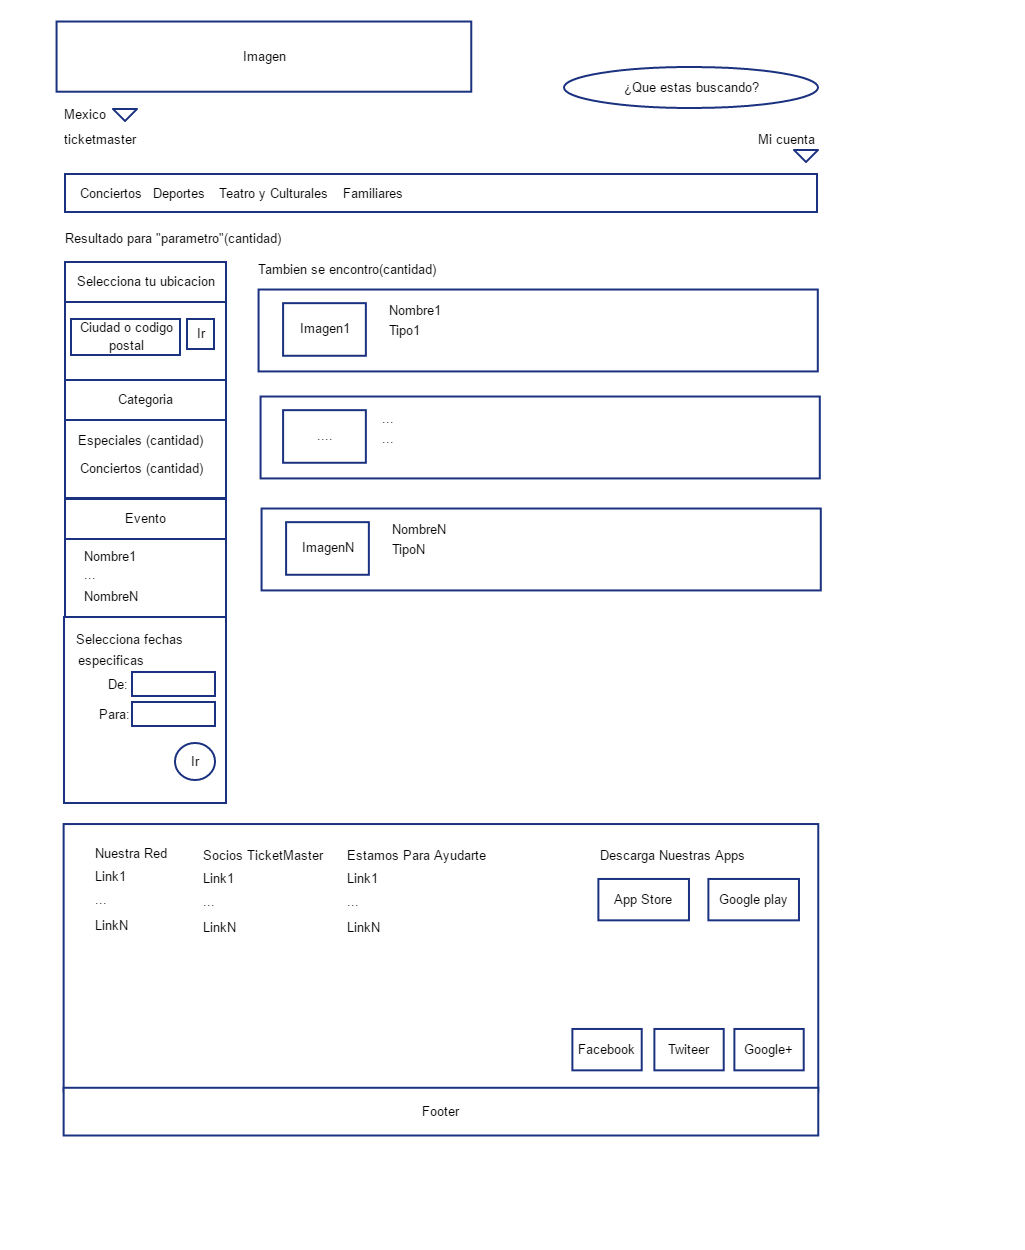 Imagen
¿Que estas buscando?
Mexico
ticketmaster
Mi cuenta
Conciertos Deportes Teatro y Culturales Familiares
Resultado para "parametro"(cantidad)
Selecciona tu ubicacion
Ciudad o codigo
postal
Ir
Categoria
Especiales (cantidad)
Conciertos (cantidad)
Evento
Nombre1
...
NombreN
Selecciona fechas
especificas
De:
Para:
Ir
Tambien se encontro(cantidad)
Imagen1
Nombre1
Tipo1
....
...
...
ImagenN
NombreN
TipoN
Nuestra Red
Link1
...
LinkN
Socios TicketMaster
Link1
...
LinkN
Estamos Para Ayudarte
Link1
...
LinkN
Descarga Nuestras Apps
App Store
Google play
Facebook
Twiteer
Google+
Footer